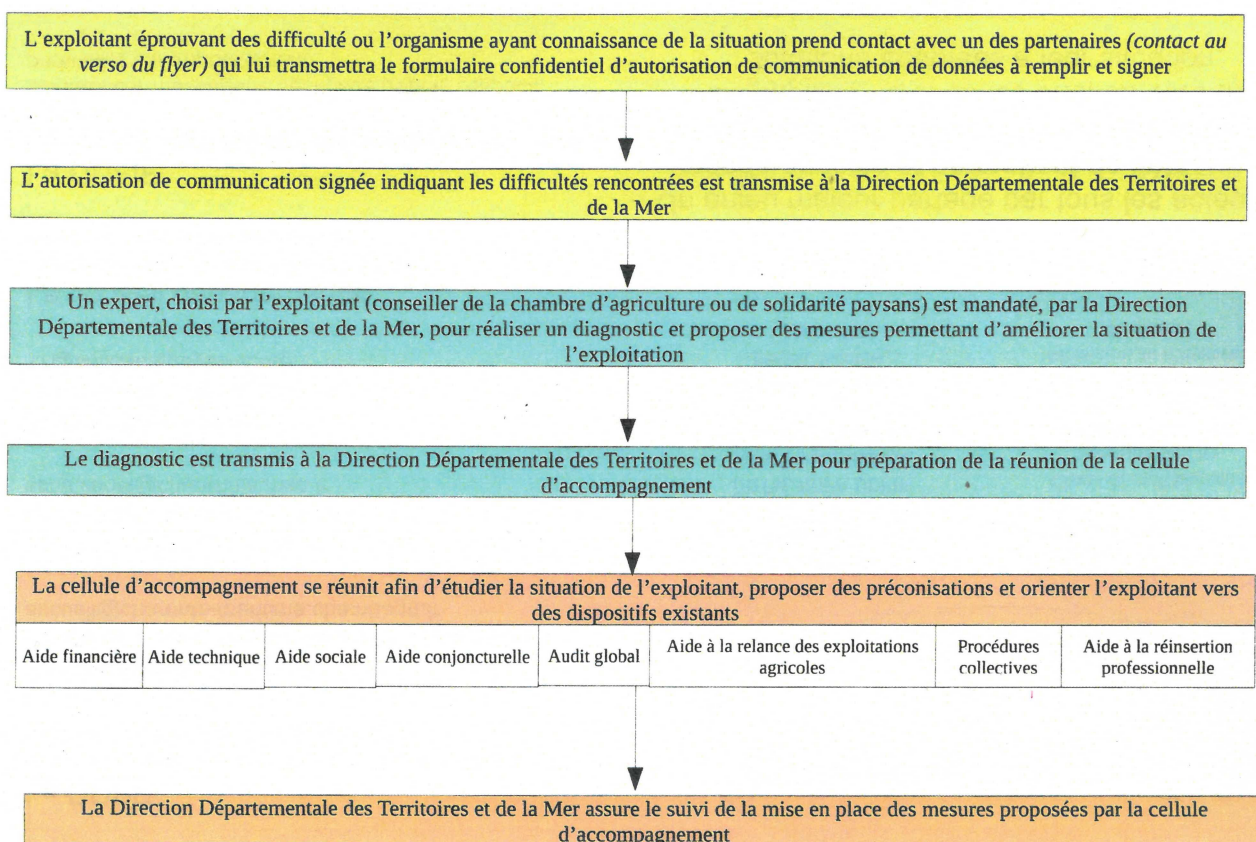 L'exploitant éprouvant des difficulté ou l'organisme ayant connaissance de la situation prend contact avec un des partenaires (contact au
verso du flyer) qui lui transmettra le formulaire confidentiel d'autorisation de communication de données à remplir et signer
L'autorisation de communication signée indiquant les difficultés rencontrées est transmise à la Direction Départementale des Territoires et
de la Mer
Un expert, choisi par l'exploitant (conseiller de la chambre d'agriculture ou de solidarité paysans) est mandaté, par la Direction
Départementale des Territoires et de la Mer, pour réaliser un diagnostic et proposer des mesures permettant d'améliorer la situation de
l'exploitation
Le diagnostic est transmis à la Direction Départementale des Territoires et de la Mer pour préparation de la réunion de la cellule
d'accompagnement
La cellule d'accompagnement se réunit afin d'étudier la situation de l'exploitant, proposer des préconisations et orienter l'exploitant vers
des dispositifs existants
Aide financière
Aide technique
Aide sociale
Aide conjoncturelle
Audit global
Aide à la relance des exploitations
agricoles
Procédures
collectives
Aide à la réinsertion
professionnelle
La Direction Départementale des Territoires et de la Mer assure le suivi de la mise en place des mesures proposées par la cellule
d'accompagnement